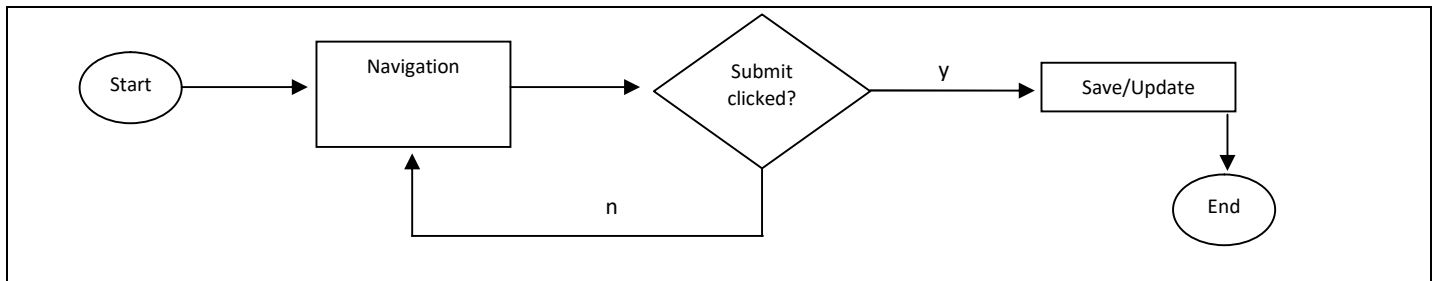 Start
Navigation
Submit
clicked?
y
Save/Update
n
End